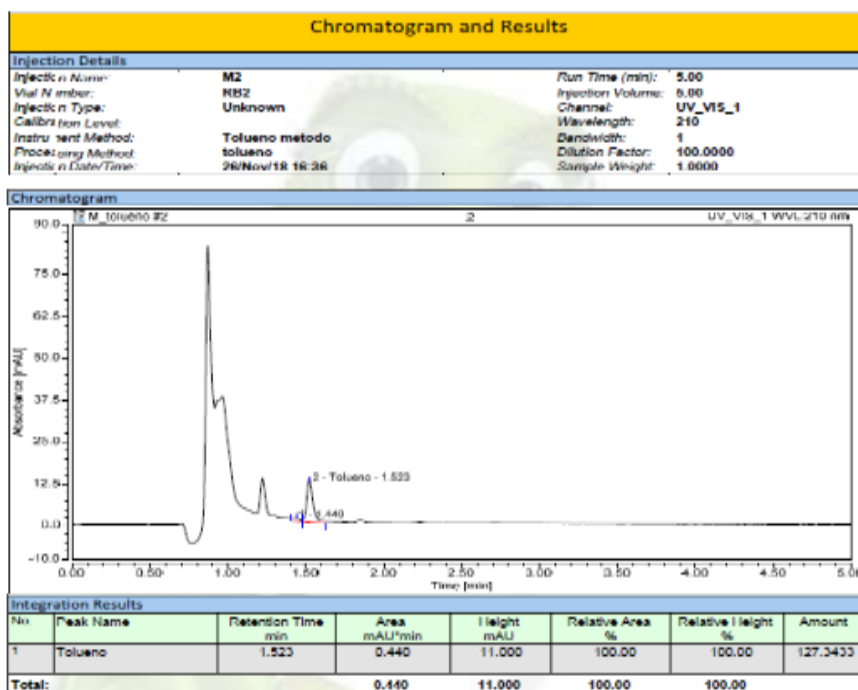 Chromatogram and Results
Injection Details
Injection Name: M2 Run Time (min): 5.00
Vial Number: RB2 Injection Volume: 5.00
Injection Type: Unknown Channel: UV_VIS_1
Calibration Level: Wavelength: 210
Instrument Method: Tolueno metodo Bandwidth: 1
Processing Method: tolueno Dilution Factor: 100.0000
Injection Date/Time: 26/Nov/18 16:36 Sample Weight: 1.0000
Chromatogram
M_tolueno #2 2 UV_VIS_1 WVL:210 nm
90.0
75.0
62.5
50.0
37.5
25.0
12.5
0.0
-10.0
Absorbance [mAU]
2 - Tolueno - 1.523
1.440
0.00 0.50 1.00 1.50 2.00 2.50 3.00 3.50 4.00 4.50 5.00
Time [min]
Integration Results
No. Peak Name Retention Time Area Height Relative Area Relative Height Amount
min mAU*min mAU % %
1 Tolueno 1.523 0.440 11.000 100.00 100.00 127.3433
Total: 0.440 11.000 100.00 100.00